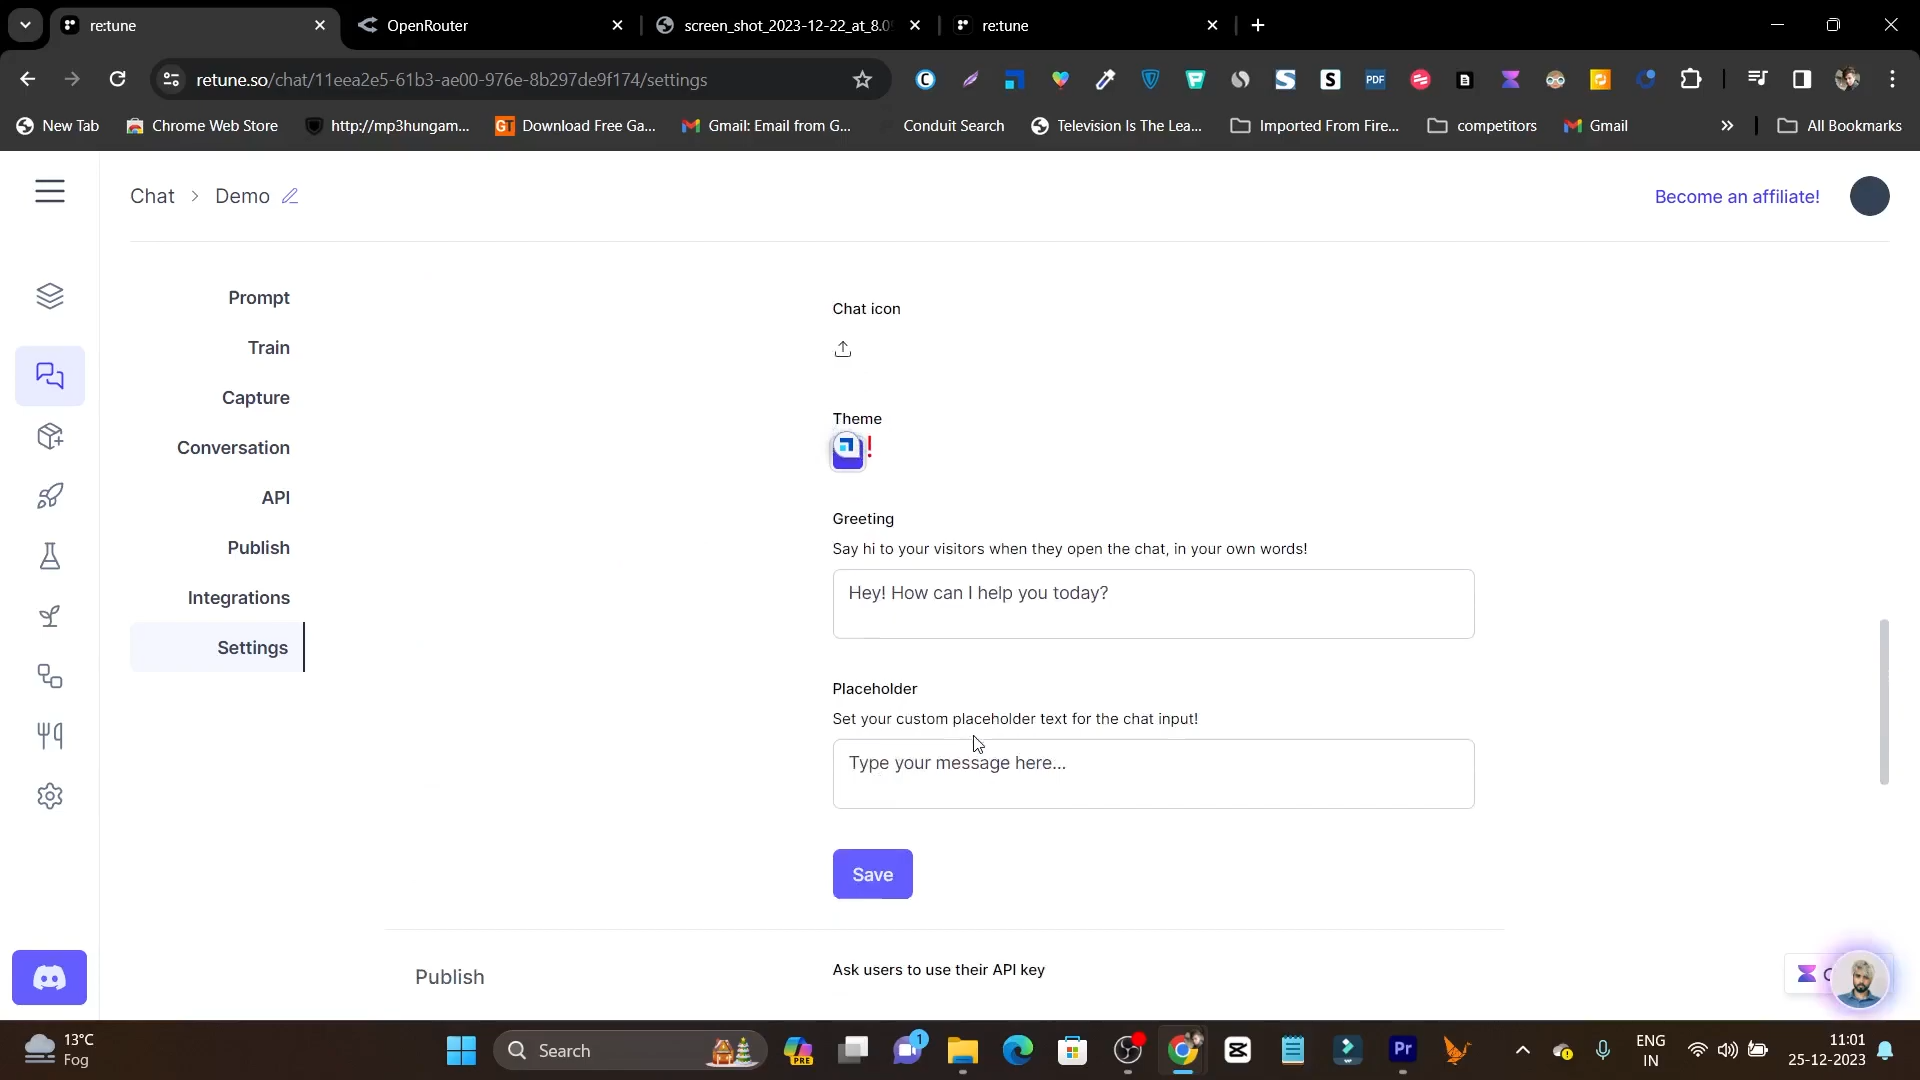 re:tune
OpenRouter
screen_shot_2023-12-22_at_8.0
re:tune
retune.so/chat/11eea2e5-61b3-ae00-976e-8b297de9f174/settings
New Tab
Chrome Web Store
http://mp3hungam...
Download Free Ga...
Gmail: Email from G...
Conduit Search
Television Is The Lea...
Imported From Fire...
competitors
Gmail
All Bookmarks
Chat > Demo
Become an affiliate!
Prompt
Train
Capture
Conversation
API
Publish
Integrations
Settings
Chat icon
Theme
!
Greeting
Say hi to your visitors when they open the chat, in your own words!
Hey! How can I help you today?
Placeholder
Set your custom placeholder text for the chat input!
Type your message here...
Save
Publish
Ask users to use their API key
13°C
Fog
Search
PRE
1
Pr
ENG
IN
11:01
25-12-2023